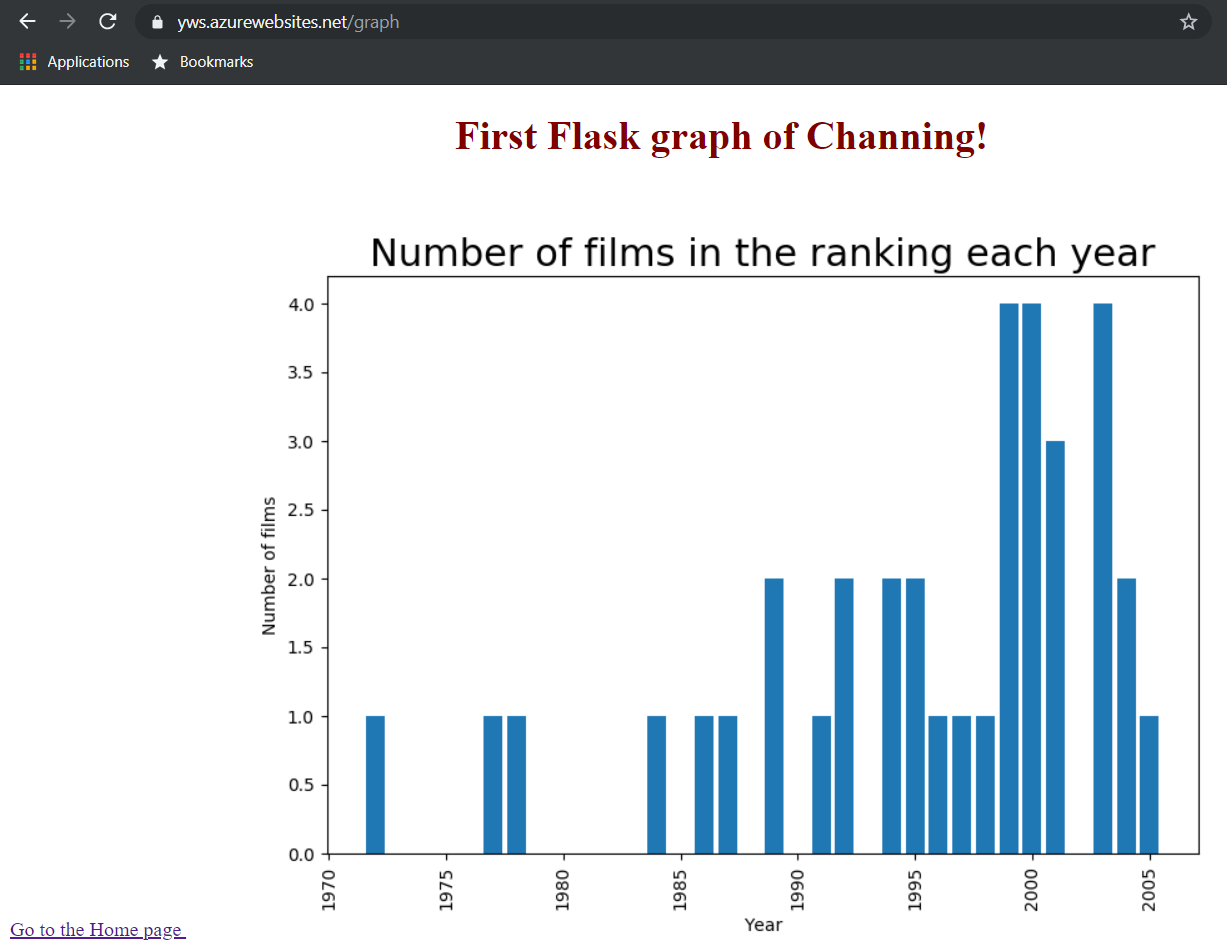 yws.azurewebsites.net/graph
Applications Bookmarks
First Flask graph of Channing!
Number of films in the ranking each year
4.0
3.5
3.0
2.5
2.0
1.5
1.0
0.5
0.0
Number of films
1970 1975 1980 1985 1990 1995 2000 2005
Year
Go to the Home page